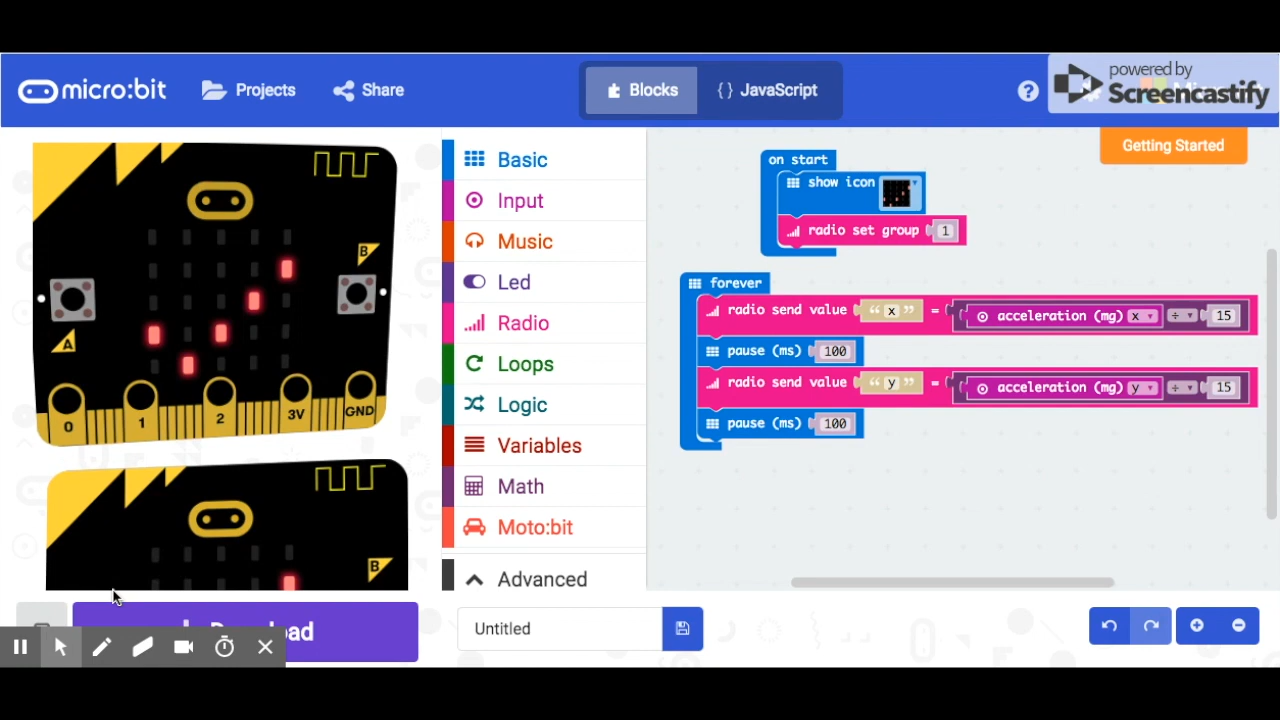 powered by
Screencastify
micro:bit
Projects
Share
Blocks
{} JavaScript
?
Getting Started
B
A
0
1
2
3V
GND
B
Basic
Input
Music
Led
Radio
Loops
Logic
Variables
Math
Moto:bit
Advanced
on start
show icon
radio set group 1
forever
radio send value “ x ” = acceleration (mg) x ÷ 15
pause (ms) 100
radio send value “ y ” = acceleration (mg) y ÷ 15
pause (ms) 100
Untitled